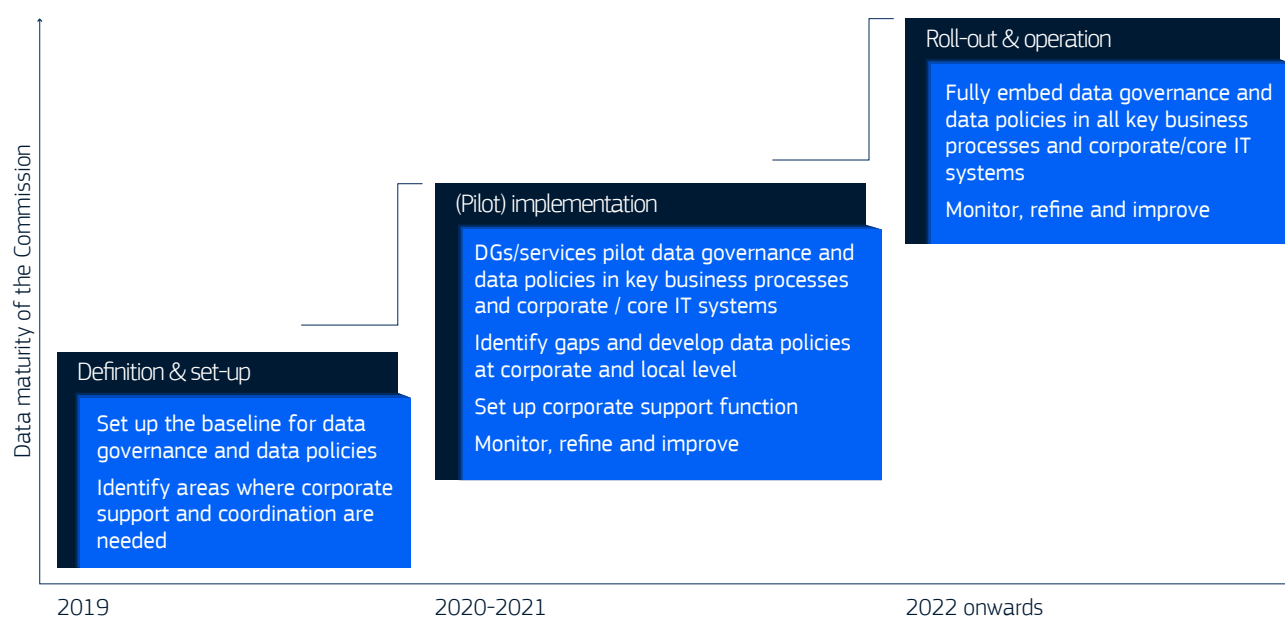 Data maturity of the Commission
Definition & set-up
Set up the baseline for data
governance and data policies
Identify areas where corporate
support and coordination are
needed
(Pilot) implementation
DGs/services pilot data governance and
data policies in key business processes
and corporate / core IT systems
Identify gaps and develop data policies
at corporate and local level
Set up corporate support function
Monitor, refine and improve
Roll-out & operation
Fully embed data governance and
data policies in all key business
processes and corporate/core IT
systems
Monitor, refine and improve
2019
2020-2021
2022 onwards